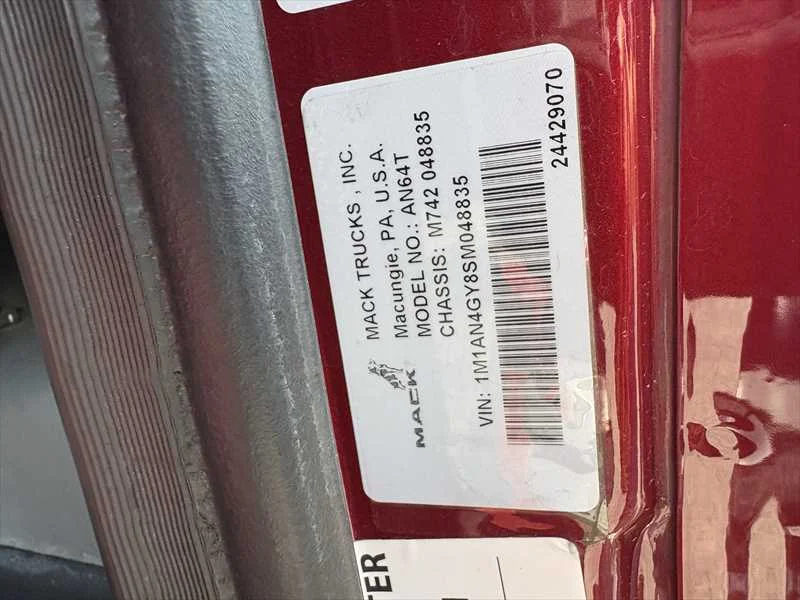 MACK TRUCKS , INC.
Macungie, PA, U.S.A.
MODEL NO.: AN64T
CHASSIS: M742 048835
MACK
VIN: 1M1AN4GY8SM048835
24429070